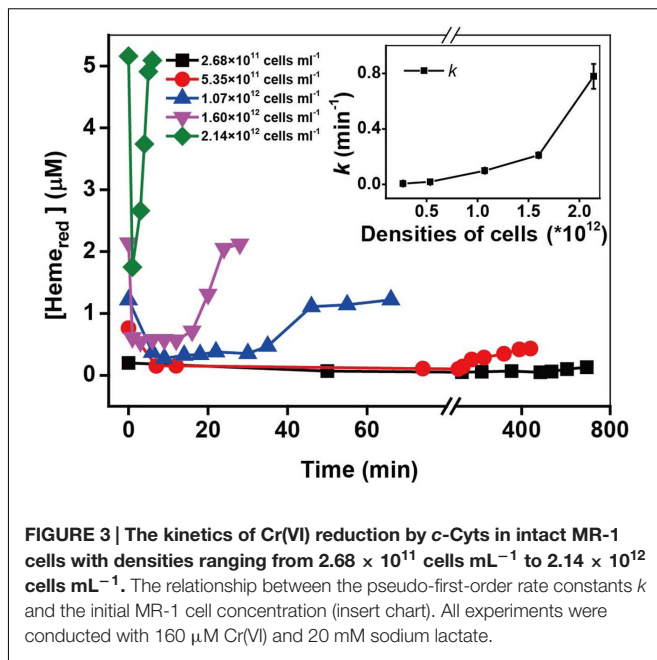 5
4
3
2
1
0
[Heme_red] (μM)
2.68×10¹¹ cells ml⁻¹
5.35×10¹¹ cells ml⁻¹
1.07×10¹² cells ml⁻¹
1.60×10¹² cells ml⁻¹
2.14×10¹² cells ml⁻¹
k
0.8
0.4
0.0
k (min⁻¹)
0.5 1.0 1.5 2.0
Densities of cells (*10¹²)
0 20 40 60 400 800
Time (min)
FIGURE 3 | The kinetics of Cr(VI) reduction by c-Cyts in intact MR-1
cells with densities ranging from 2.68 × 10¹¹ cells mL⁻¹ to 2.14 × 10¹²
cells mL⁻¹. The relationship between the pseudo-first-order rate constants k
and the initial MR-1 cell concentration (insert chart). All experiments were
conducted with 160 μM Cr(VI) and 20 mM sodium lactate.